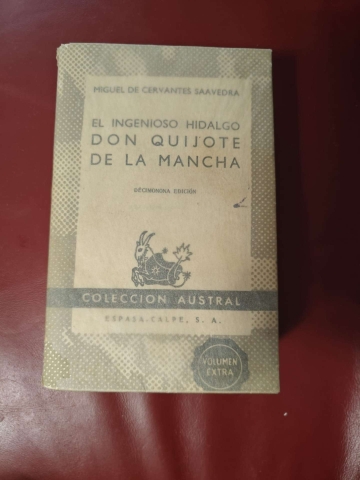 MIGUEL DE CERVANTES SAAVEDRA
EL INGENIOSO HIDALGO
DON QUIJOTE
DE LA MANCHA
DECIMONONA EDICIÓN
COLECCION AUSTRAL
ESPASA-CALPE, S. A.
VOLUMEN
EXTRA